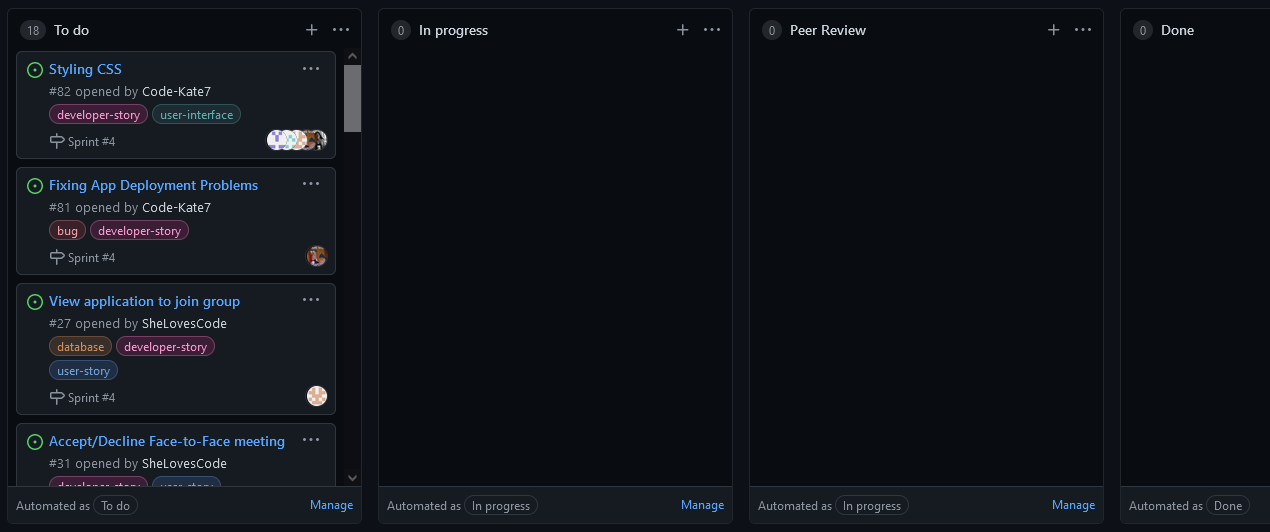 18 To do
Styling CSS
#82 opened by Code-Kate7
developer-story user-interface
Sprint #4
Fixing App Deployment Problems
#81 opened by Code-Kate7
bug developer-story
Sprint #4
View application to join group
#27 opened by SheLovesCode
database developer-story
user-story
Sprint #4
Accept/Decline Face-to-Face meeting
#31 opened by SheLovesCode
developer-story user-story
Automated as To do Manage
0 In progress
Automated as In progress Manage
0 Peer Review
Automated as In progress Manage
0 Done
Automated as Done